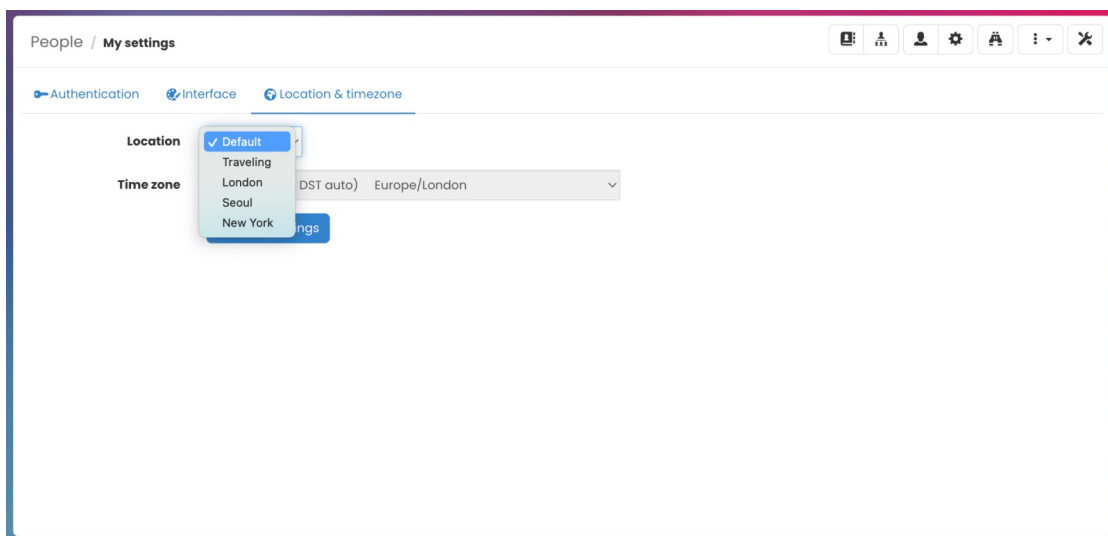 People / My settings
Authentication Interface Location & timezone
Location
✓ Default
Traveling
London
Seoul
New York
Time zone
DST auto) Europe/London